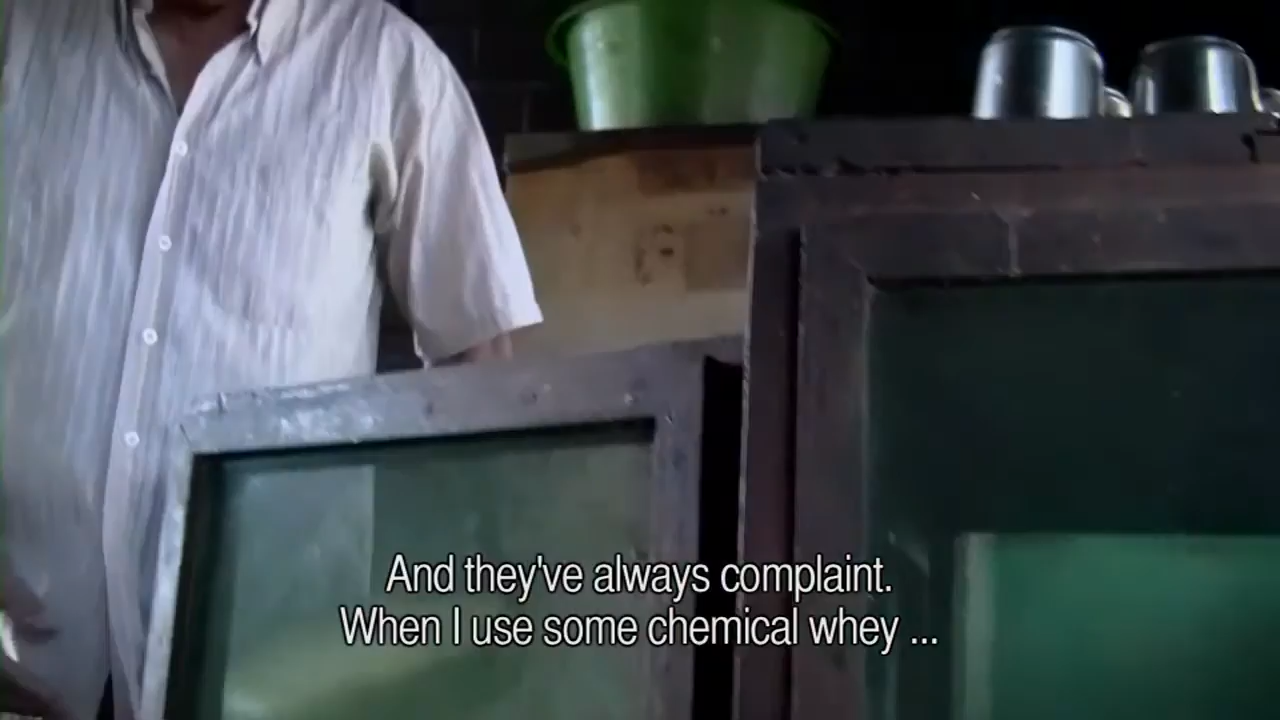 And they've always complaint.
When I use some chemical whey ...